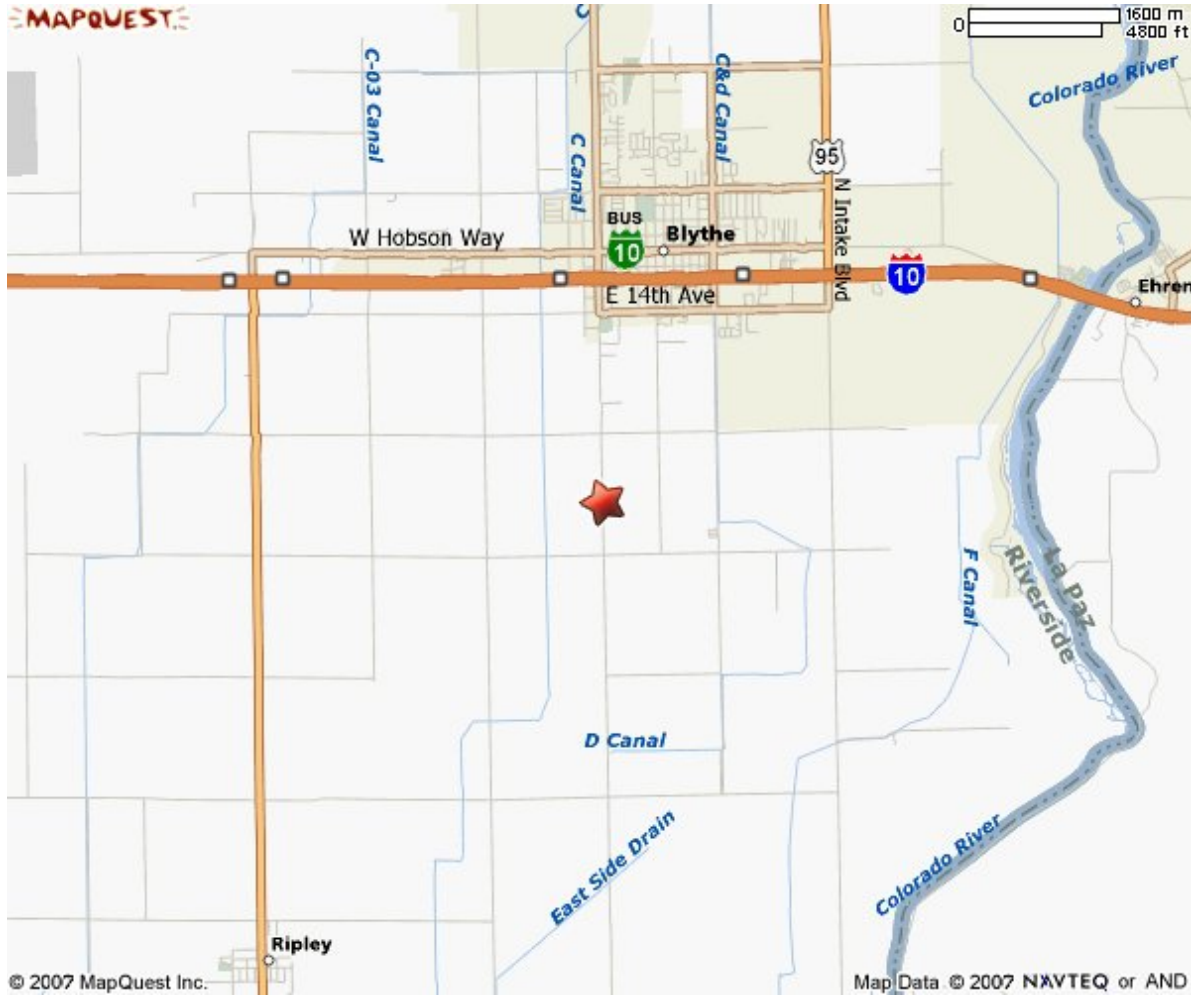 MAPQUEST
0
1600 m
4800 ft
C-03 Canal
C Canal
C&d Canal
Colorado River
95
N Intake Blvd
W Hobson Way
BUS
10
Blythe
10
E 14th Ave
Ehren
F Canal
La Paz
Riverside
D Canal
East Side Drain
Colorado River
Ripley
© 2007 MapQuest Inc.
Map Data © 2007 NAVTEQ or AND